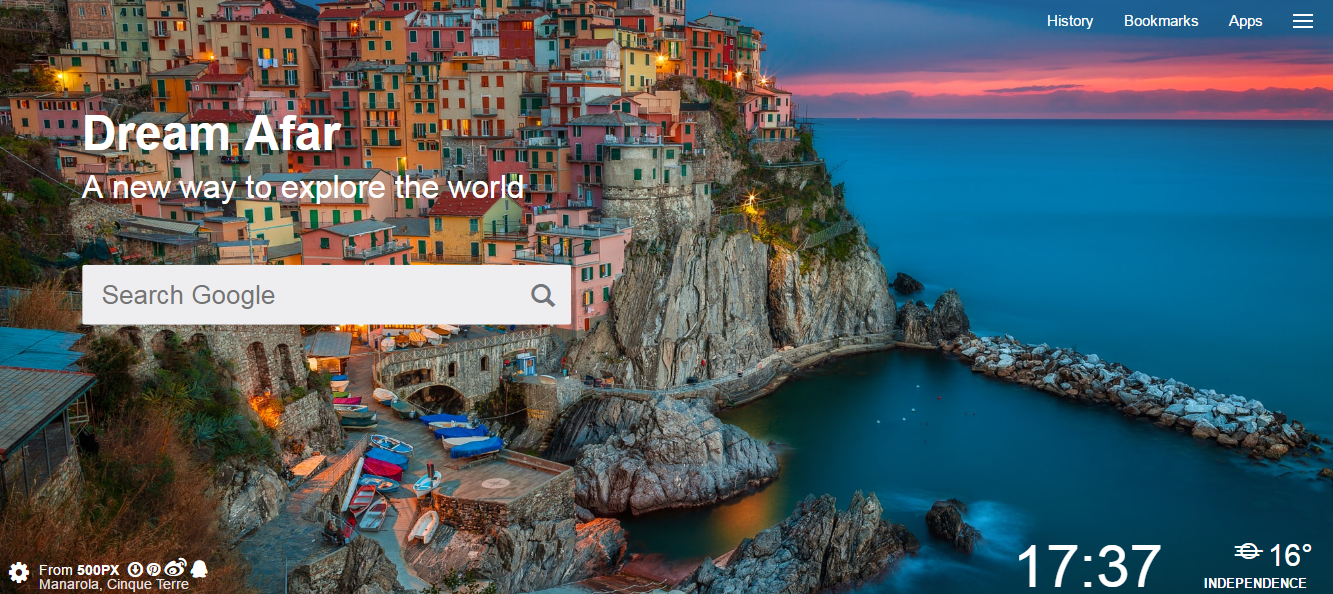 History Bookmarks Apps
Dream Afar
A new way to explore the world
Search Google
From 500PX
Manarola, Cinque Terre
17:37
16°
INDEPENDENCE